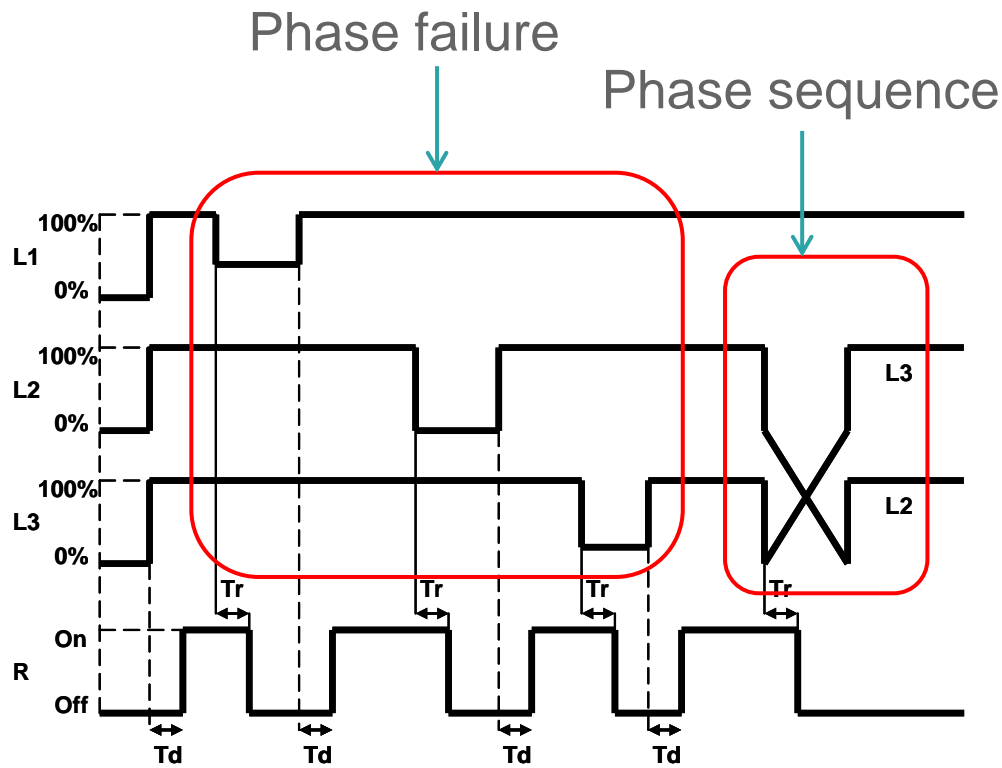 Phase failure
Phase sequence
100%
L1
0%
100%
L2
0%
L3
100%
L3
0%
L2
Tr
Tr
Tr
Tr
On
R
Off
Td
Td
Td
Td